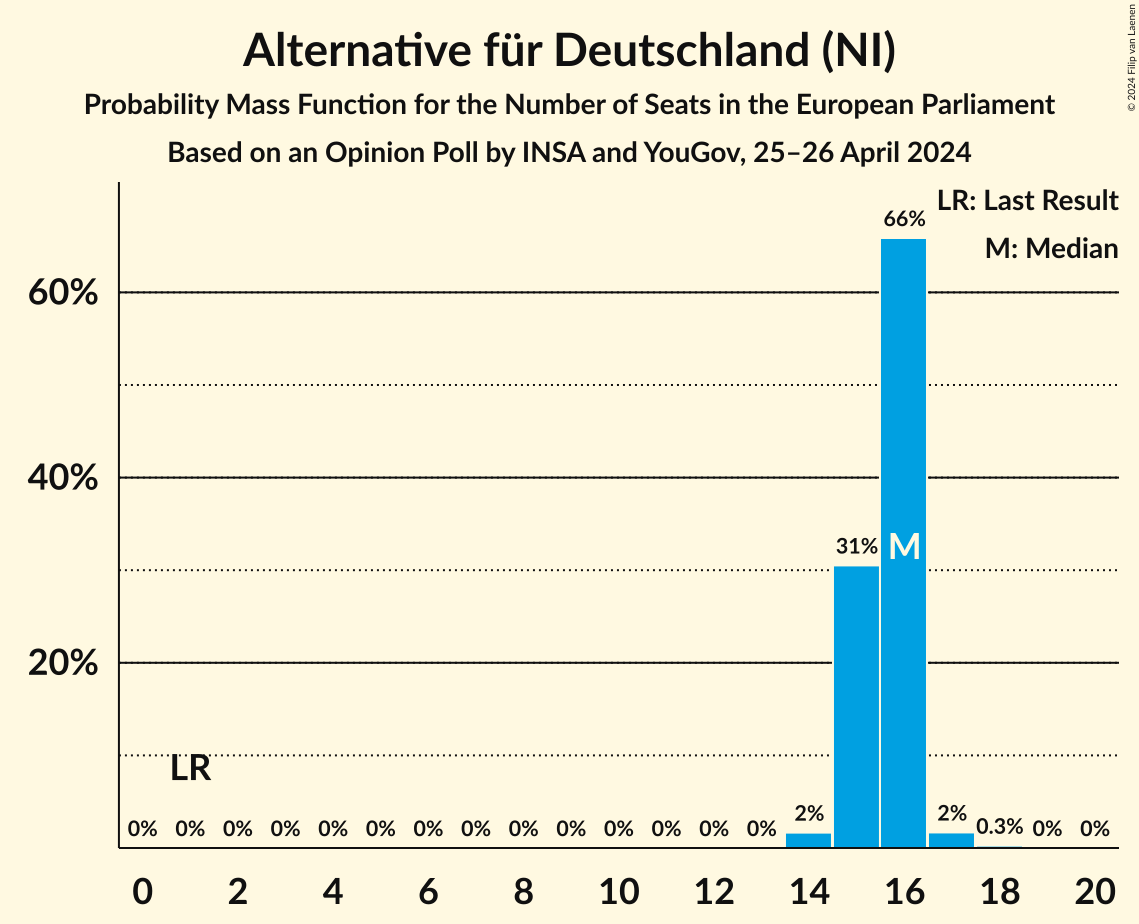 Alternative für Deutschland (NI)
Probability Mass Function for the Number of Seats in the European Parliament
Based on an Opinion Poll by INSA and YouGov, 25–26 April 2024
© 2024 Filip van Laenen
LR: Last Result
M: Median
66%
60%
40%
31%
M
20%
LR
0% 0% 0% 0% 0% 0% 0% 0% 0% 0% 0% 0% 0% 0% 2% 2% 0.3% 0% 0%
0 2 4 6 8 10 12 14 16 18 20